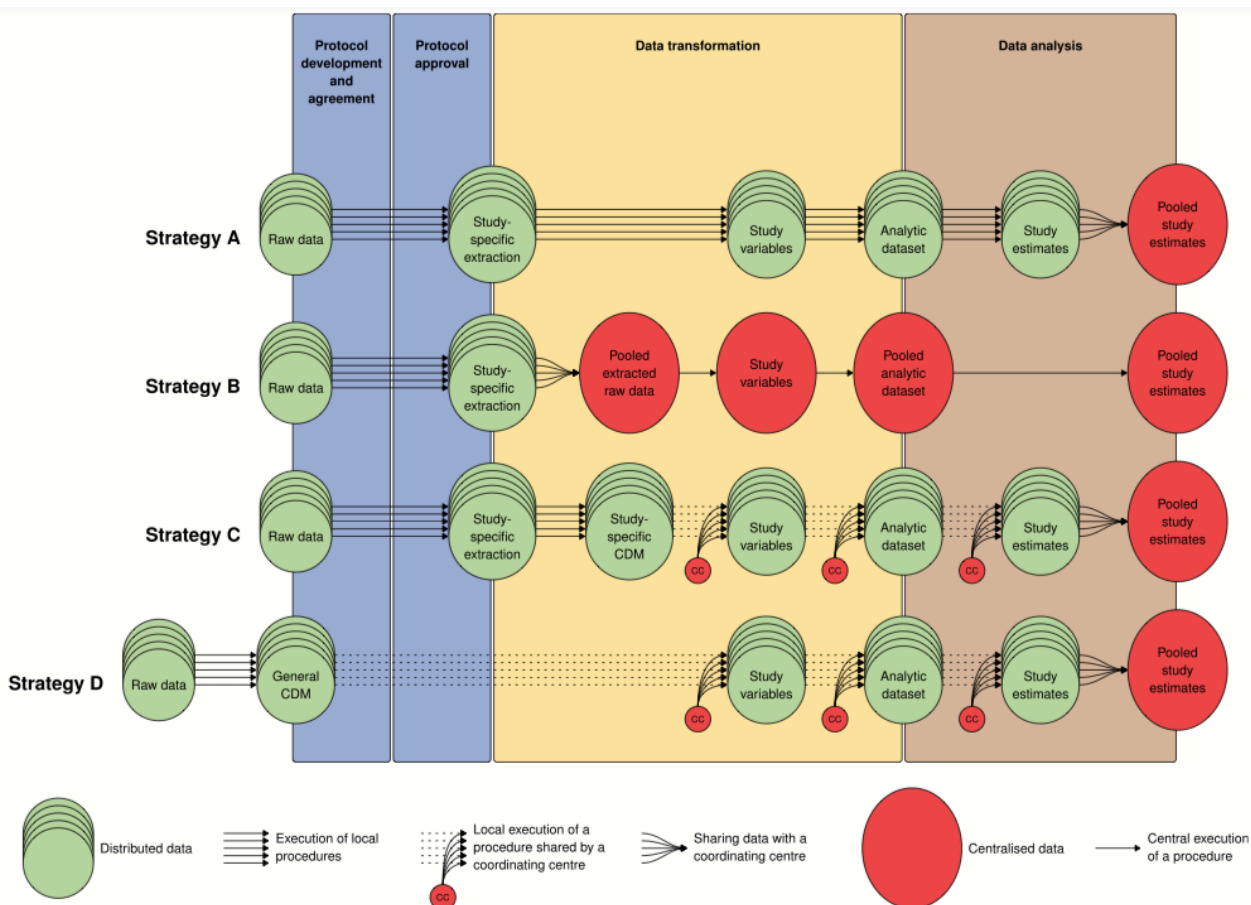 Protocol
development
and
agreement
Protocol
approval
Data transformation
Data analysis
Strategy A
Raw data
Study-
specific
extraction
Study
variables
Analytic
dataset
Study
estimates
Pooled
study
estimates
Strategy B
Raw data
Study-
specific
extraction
Pooled
extracted
raw data
Study
variables
Pooled
analytic
dataset
Pooled
study
estimates
Strategy C
Raw data
Study-
specific
extraction
Study-
specific
CDM
CC
Study
variables
CC
Analytic
dataset
CC
Study
estimates
Pooled
study
estimates
Strategy D
Raw data
General
CDM
CC
Study
variables
CC
Analytic
dataset
CC
Study
estimates
Pooled
study
estimates
Distributed data
Execution of local
procedures
CC
Local execution of a
procedure shared by a
coordinating centre
Sharing data with a
coordinating centre
Centralised data
Central execution
of a procedure